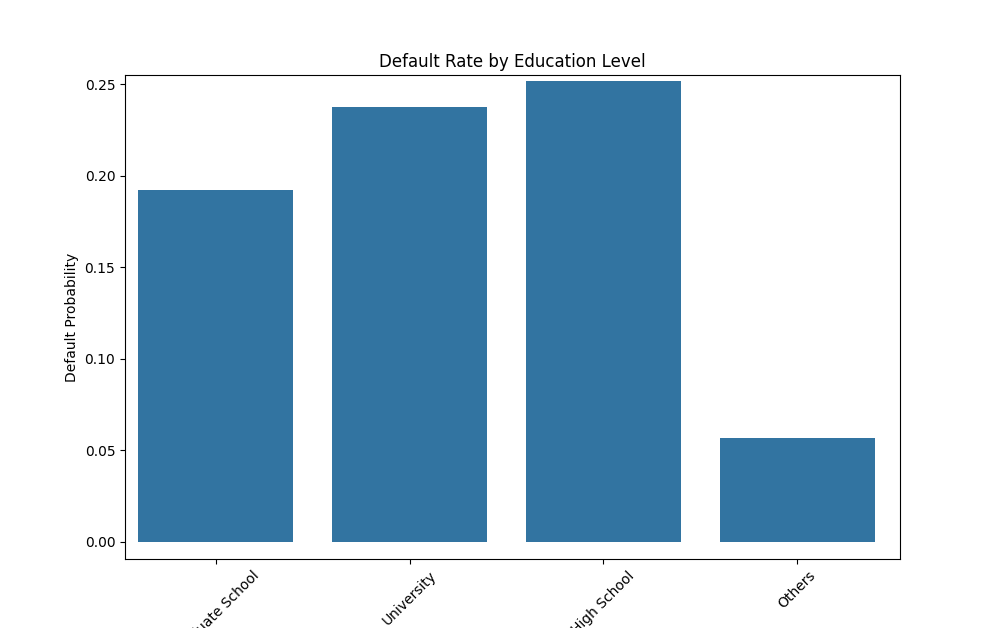 Default Rate by Education Level
Default Probability
0.25
0.20
0.15
0.10
0.05
0.00
School
University
High School
Others